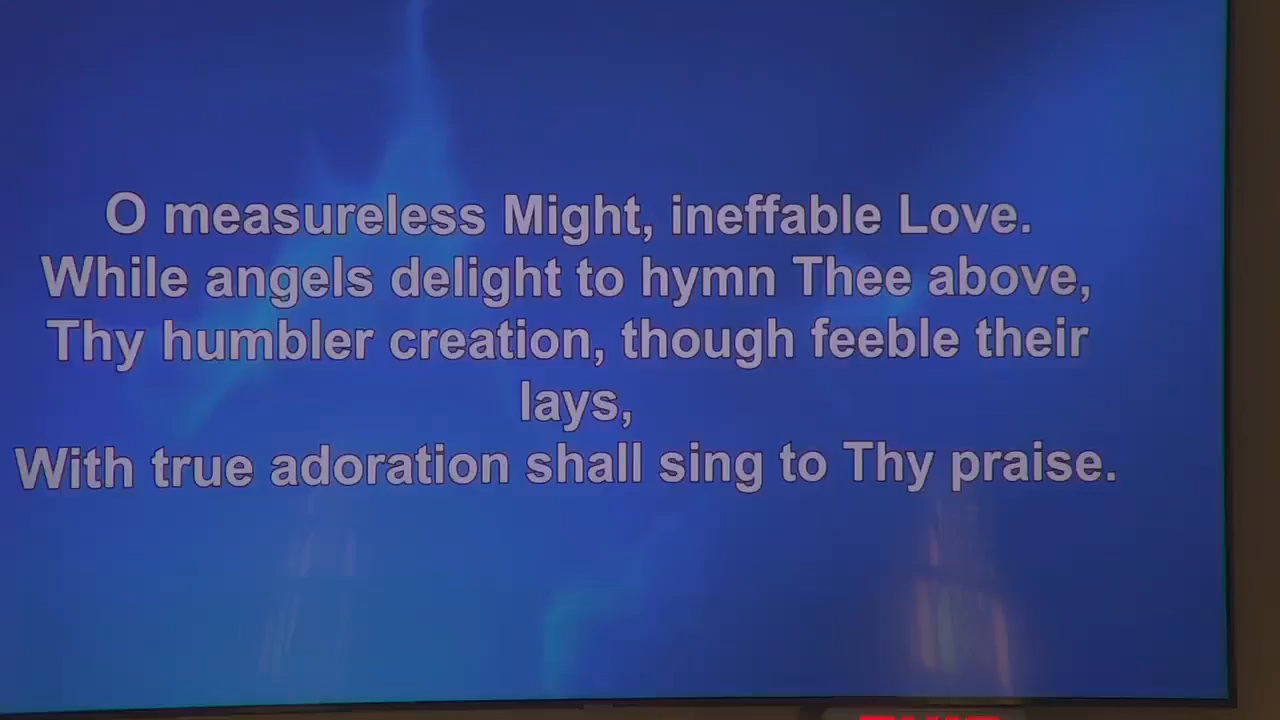 O measureless Might, ineffable Love.
While angels delight to hymn Thee above,
Thy humbler creation, though feeble their
lays,
With true adoration shall sing to Thy praise.